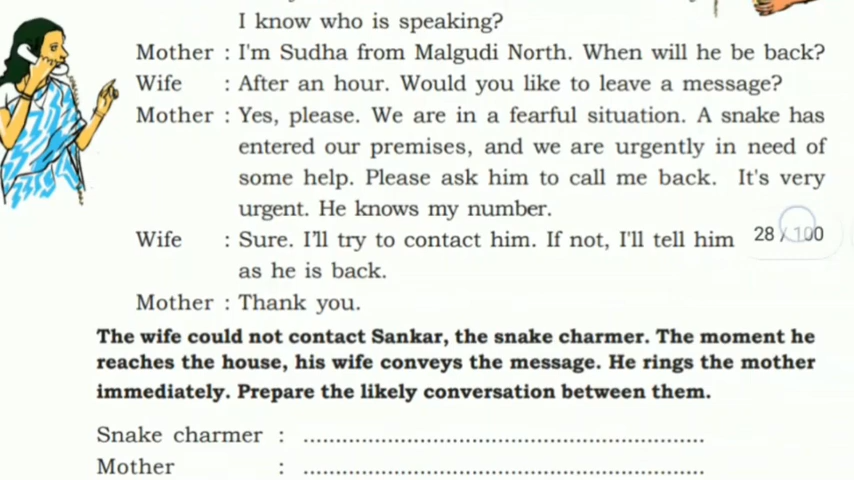 I know who is speaking?
Mother : I'm Sudha from Malgudi North. When will he be back?
Wife : After an hour. Would you like to leave a message?
Mother : Yes, please. We are in a fearful situation. A snake has
entered our premises, and we are urgently in need of
some help. Please ask him to call me back. It's very
urgent. He knows my number.
Wife : Sure. I'll try to contact him. If not, I'll tell him
28 / 100
as he is back.
Mother : Thank you.
The wife could not contact Sankar, the snake charmer. The moment he
reaches the house, his wife conveys the message. He rings the mother
immediately. Prepare the likely conversation between them.
Snake charmer : ..............................................................
Mother : ..............................................................